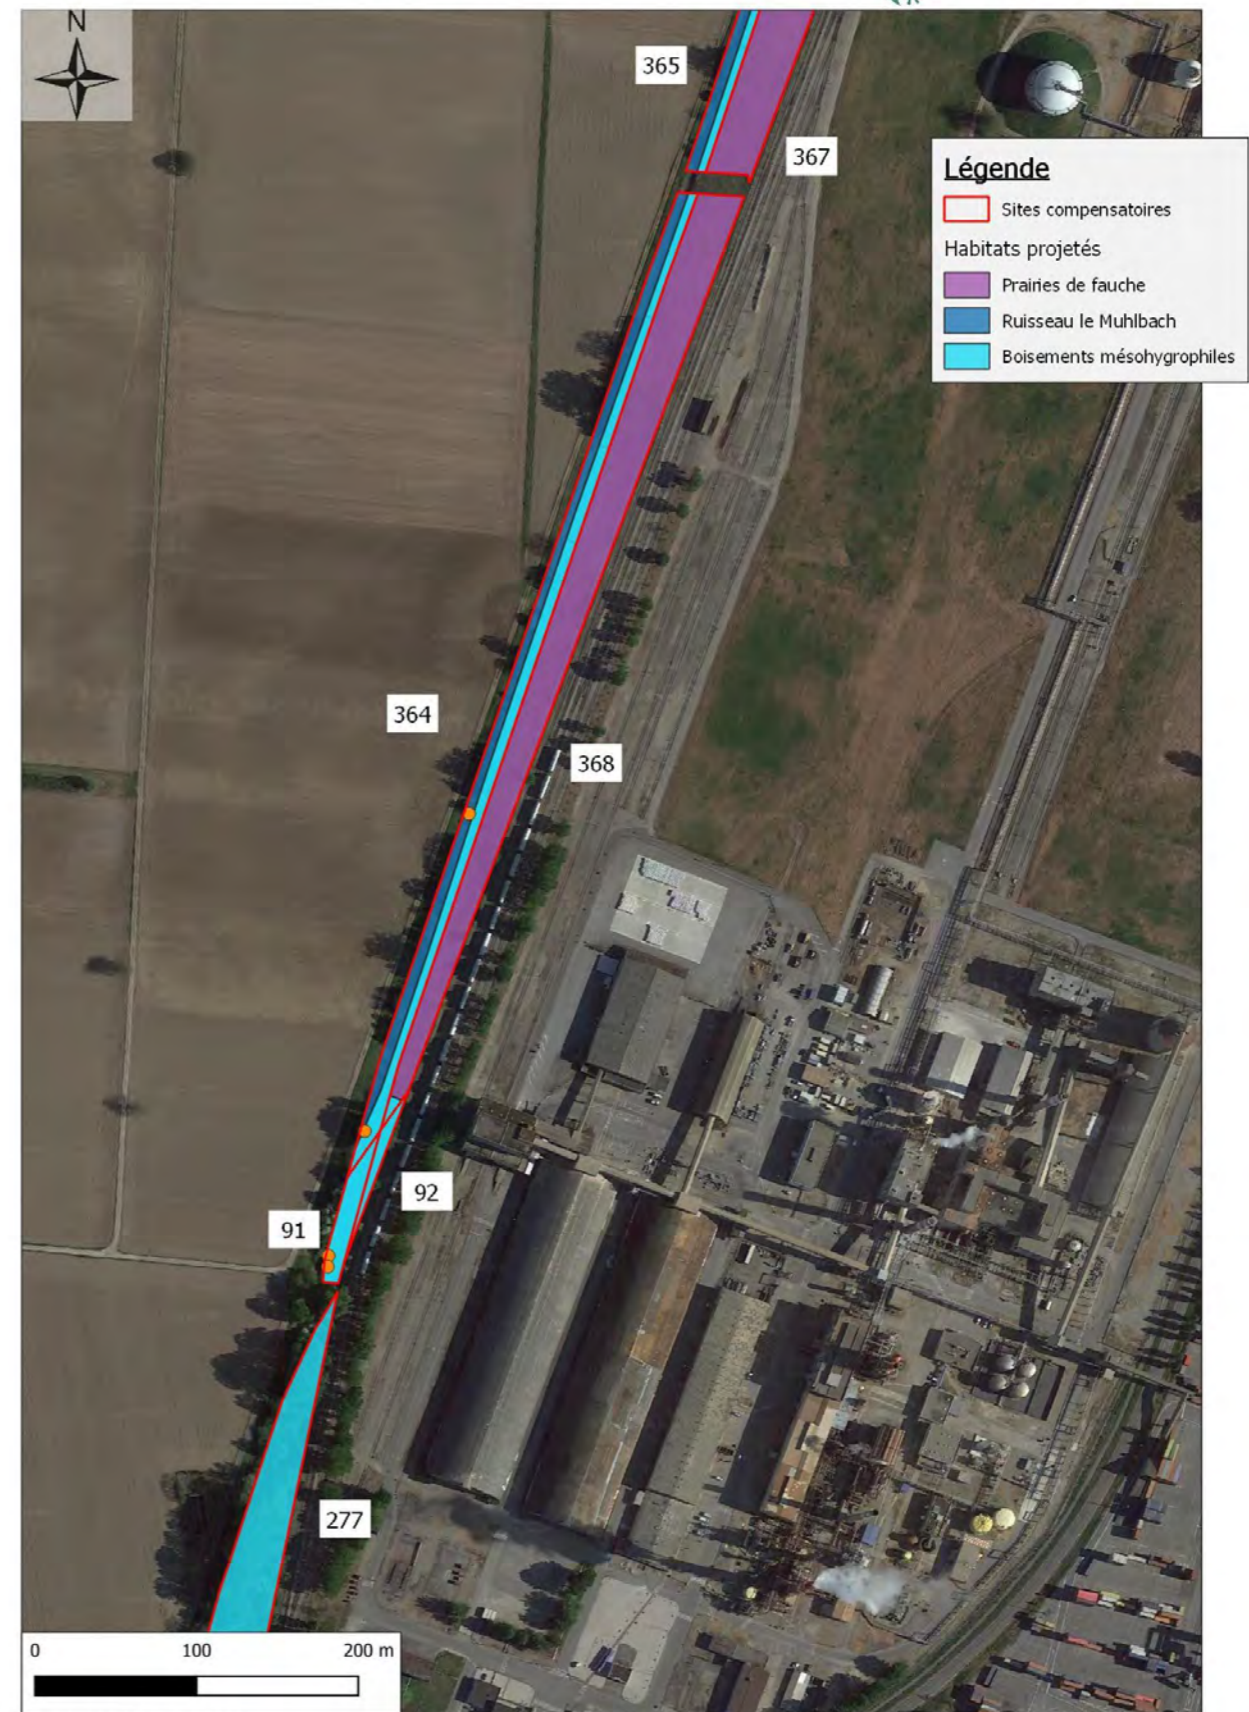 N
365
367
Légende
Sites compensatoires
Habitats projetés
Prairies de fauche
Ruisseau le Muhlbach
Boisements mésohygrophiles
364
368
92
91
277
0 100 200 m